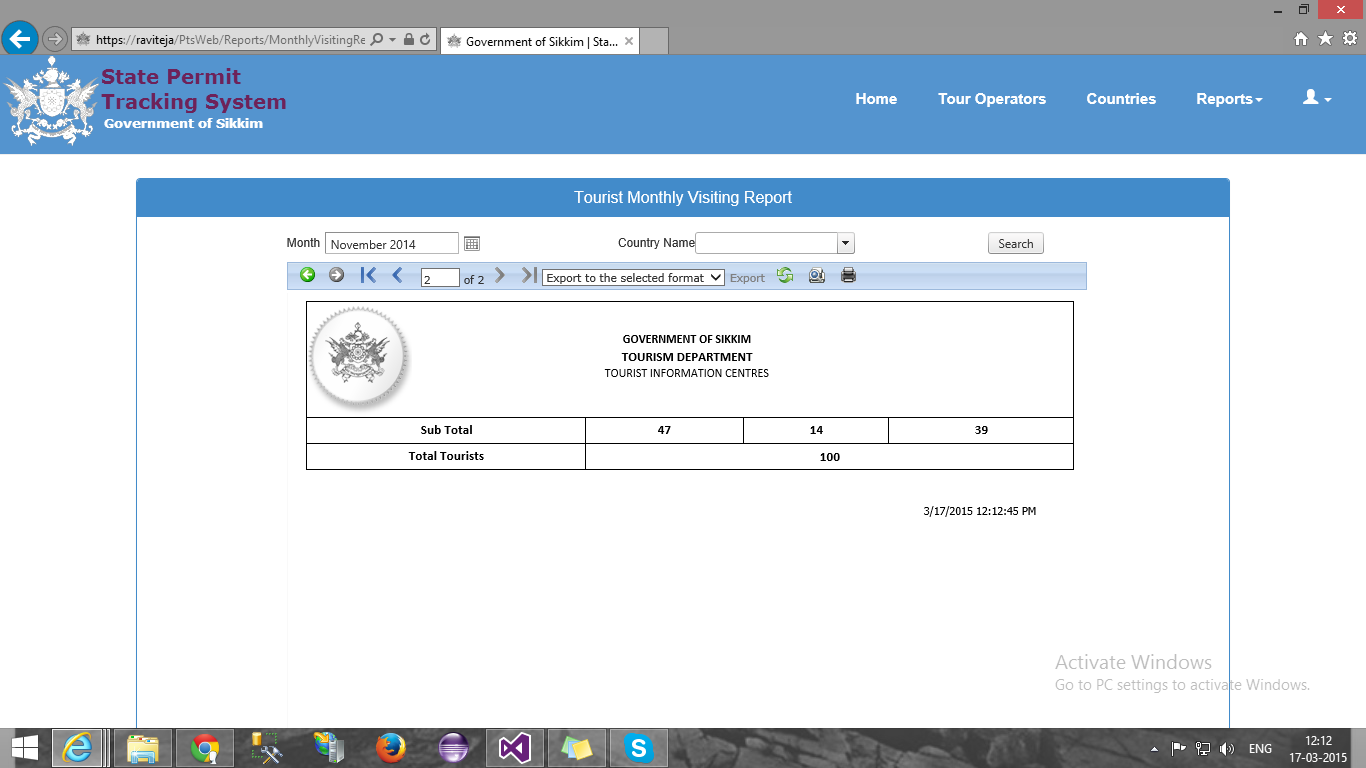 https://raviteja/PtsWeb/Reports/MonthlyVisitingRe
Government of Sikkim | Sta...
State Permit
Tracking System
Government of Sikkim
Home
Tour Operators
Countries
Reports
Tourist Monthly Visiting Report
Month
November 2014
Country Name
Search
2
of 2
Export to the selected format
Export
GOVERNMENT OF SIKKIM
TOURISM DEPARTMENT
TOURIST INFORMATION CENTRES
Sub Total 47 14 39
Total Tourists 100
3/17/2015 12:12:45 PM
Activate Windows
Go to PC settings to activate Windows.
ENG
12:12
17-03-2015